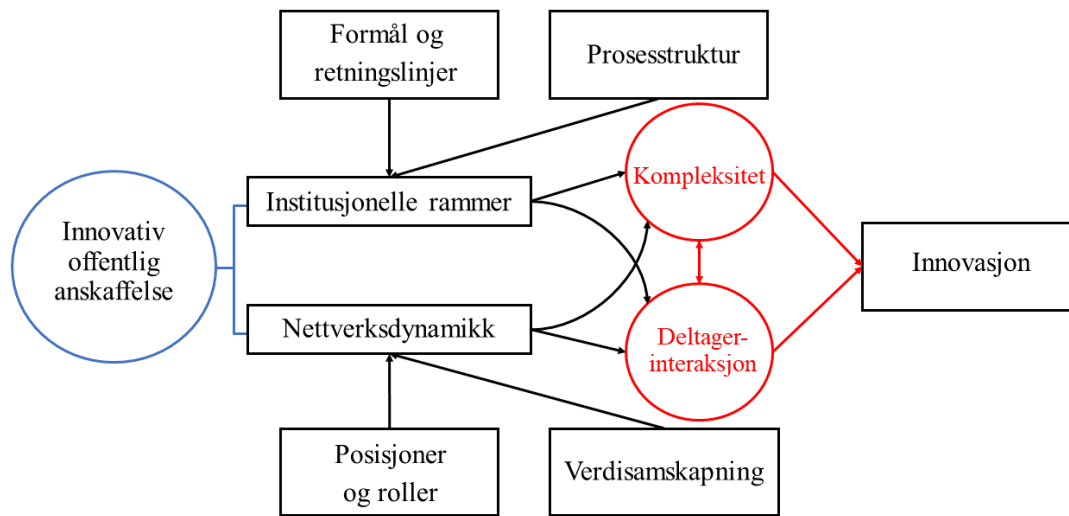 Formål og
retningslinjer
Prosesstruktur
Kompleksitet
Institusjonelle rammer
Innovativ
offentlig
anskaffelse
Innovasjon
Nettverksdynamikk
Deltager-
interaksjon
Posisjoner
og roller
Verdisamskapning